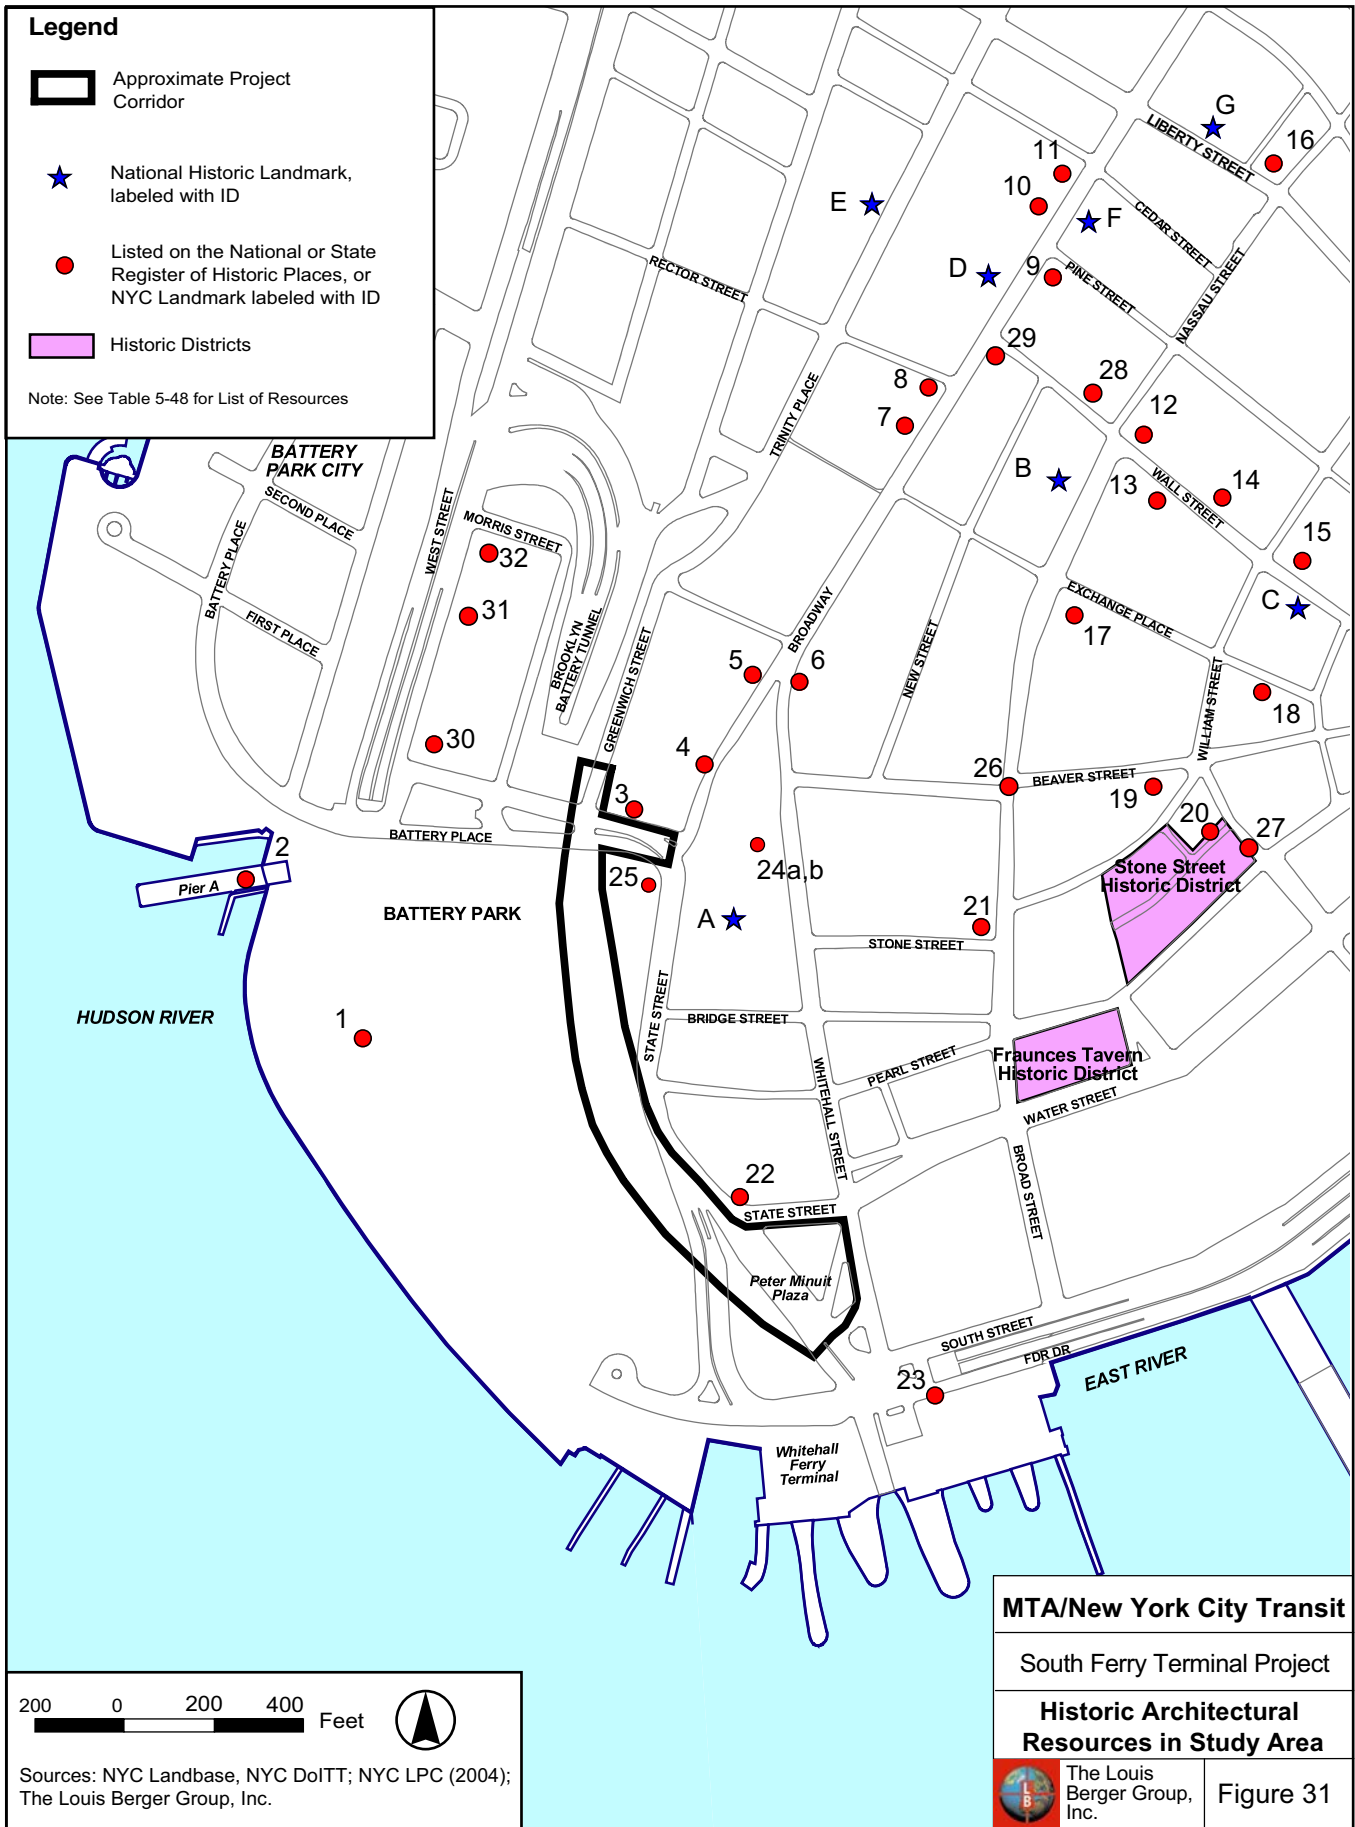 Legend
Approximate Project
Corridor
National Historic Landmark,
labeled with ID
Listed on the National or State
Register of Historic Places, or
NYC Landmark labeled with ID
Historic Districts
Note: See Table 5-48 for List of Resources
G
LIBERTY STREET
16
11
10
E
F
CEDAR STREET
D
9
PINE STREET
NASSAU STREET
RECTOR STREET
29
28
8
7
TRINITY PLACE
12
BATTERY
PARK CITY
B
13
WALL STREET
14
SECOND PLACE
WEST STREET
MORRIS STREET
32
15
BATTERY PLACE
FIRST PLACE
31
BROOKLYN
BATTERY TUNNEL
GREENWICH STREET
BROADWAY
NEW STREET
EXCHANGE PLACE
17
C
5
6
WILLIAM STREET
18
30
4
26
BEAVER STREET
19
3
20
27
BATTERY PLACE
2
Pier A
25
24a,b
Stone Street
Historic District
BATTERY PARK
A
21
STONE STREET
HUDSON RIVER
1
STATE STREET
BRIDGE STREET
PEARL STREET
WHITEHALL STREET
Fraunces Tavern
Historic District
WATER STREET
BROAD STREET
22
STATE STREET
Peter Minuit
Plaza
SOUTH STREET
FDR DR
EAST RIVER
23
Whitehall
Ferry
Terminal
200 0 200 400
Feet
Sources: NYC Landbase, NYC DoITT; NYC LPC (2004);
The Louis Berger Group, Inc.
MTA/New York City Transit
South Ferry Terminal Project
Historic Architectural
Resources in Study Area
L
B
The Louis
Berger Group,
Inc.
Figure 31